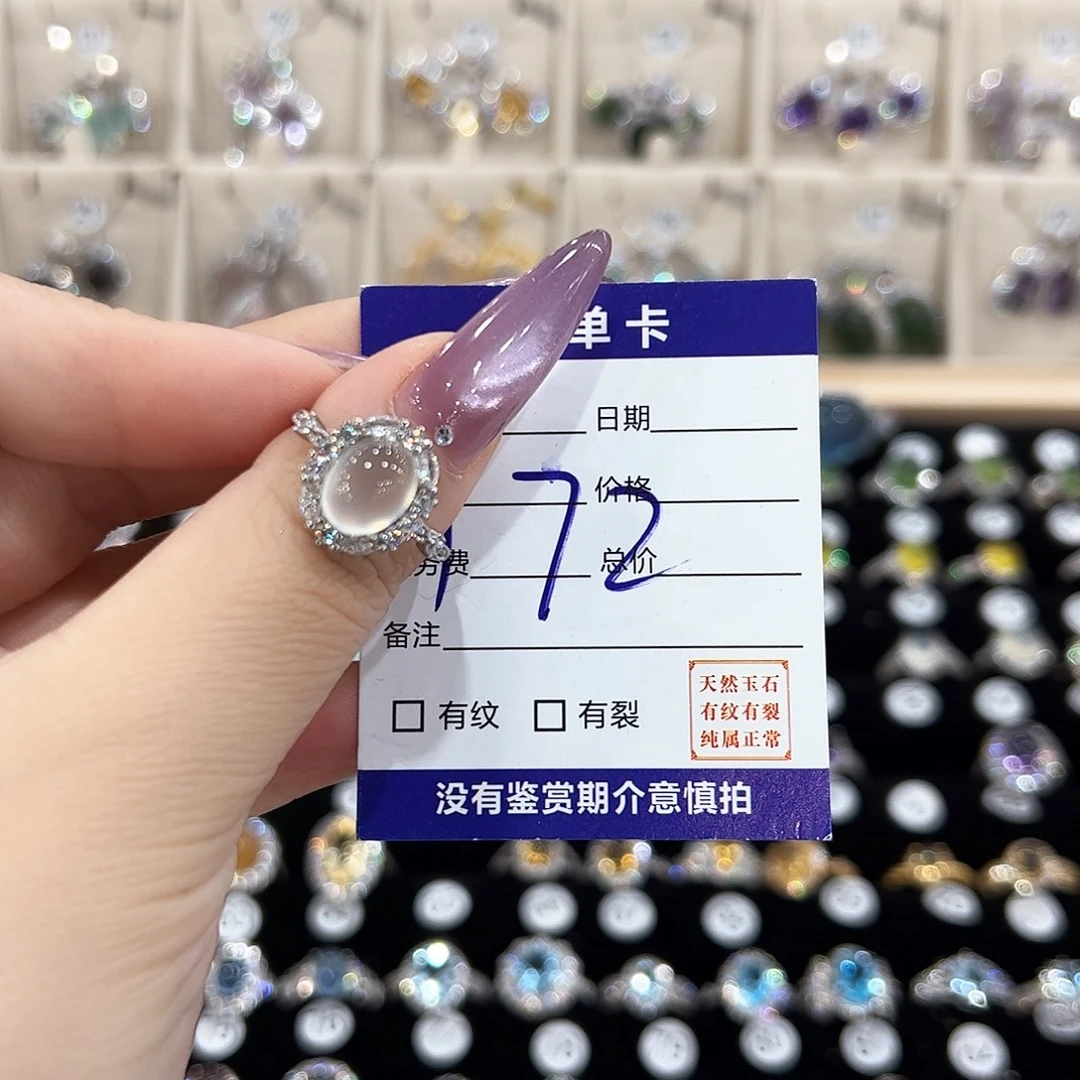 单卡
日期
价格
务费 总价
172
备注
有纹 有裂
天然玉石
有纹有裂
纯属正常
没有鉴赏期介意慎拍